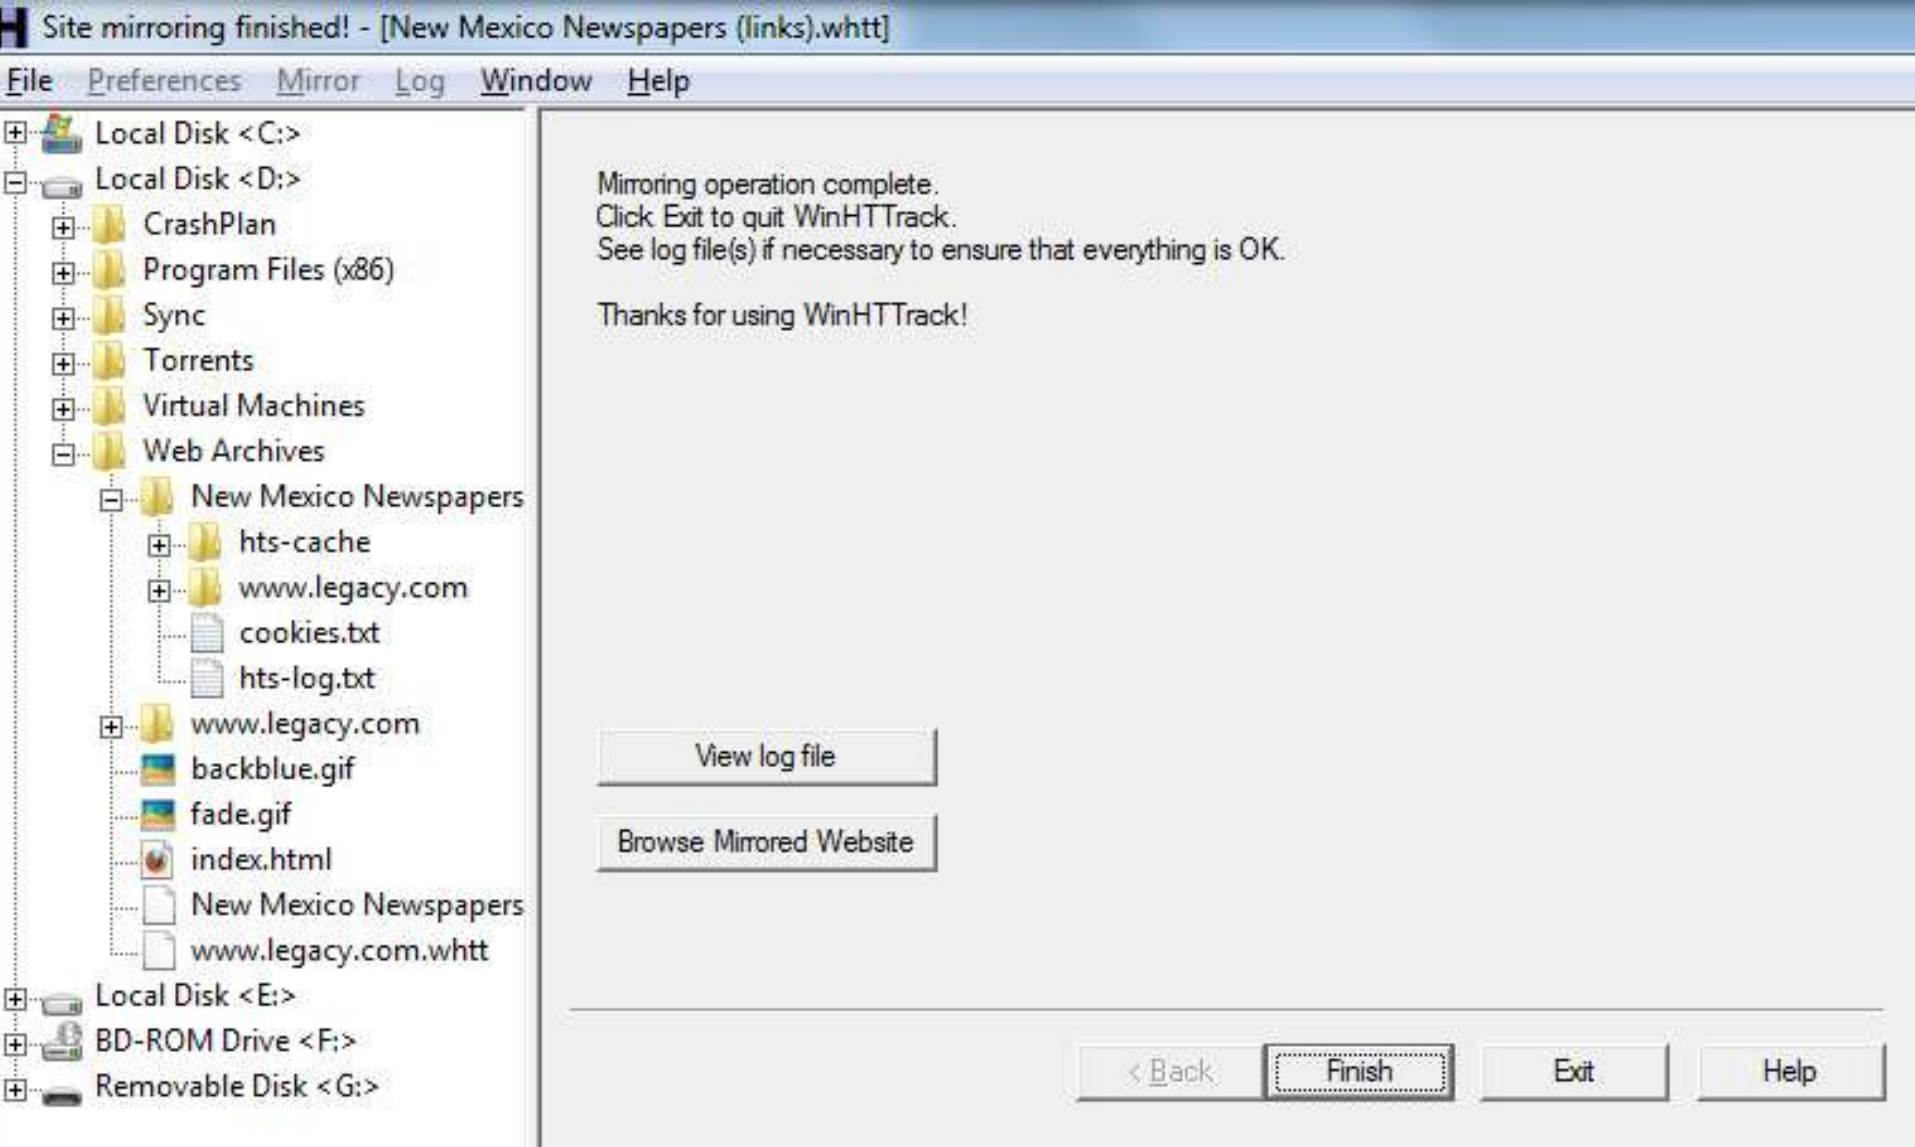 Site mirroring finished! - [New Mexico Newspapers (links).whtt]
File Preferences Mirror Log Window Help
Local Disk <C:>
Local Disk <D:>
CrashPlan
Program Files (x86)
Sync
Torrents
Virtual Machines
Web Archives
New Mexico Newspapers
hts-cache
www.legacy.com
cookies.txt
hts-log.txt
www.legacy.com
backblue.gif
fade.gif
index.html
New Mexico Newspapers
www.legacy.com.whtt
Local Disk <E:>
BD-ROM Drive <F:>
Removable Disk <G:>
Mirroring operation complete.
Click Exit to quit WinHTTrack.
See log file(s) if necessary to ensure that everything is OK.
Thanks for using WinHTTrack!
View log file
Browse Mirrored Website
< Back Finish Exit Help